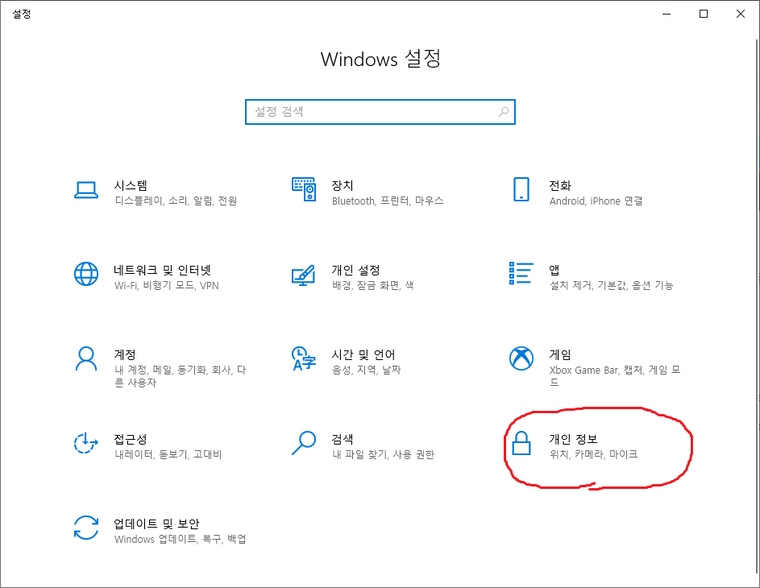 설정
Windows 설정
설정 검색
시스템
디스플레이, 소리, 알림, 전원
장치
Bluetooth, 프린터, 마우스
전화
Android, iPhone 연결
네트워크 및 인터넷
Wi-Fi, 비행기 모드, VPN
개인 설정
배경, 잠금 화면, 색
앱
설치 제거, 기본값, 옵션 기능
계정
내 계정, 메일, 동기화, 회사, 다
른 사용자
시간 및 언어
음성, 지역, 날짜
게임
Xbox Game Bar, 캡처, 게임 모
드
접근성
내레이터, 돋보기, 고대비
검색
내 파일 찾기, 사용 권한
개인 정보
위치, 카메라, 마이크
업데이트 및 보안
Windows 업데이트, 복구, 백업